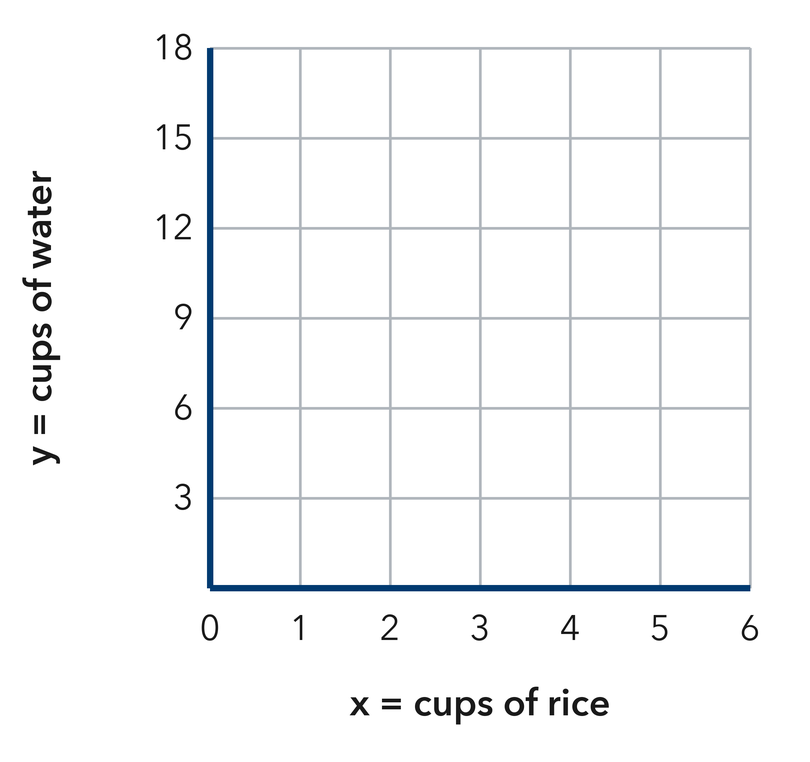 18
15
12
9
6
3
y = cups of water
0 1 2 3 4 5 6
x = cups of rice